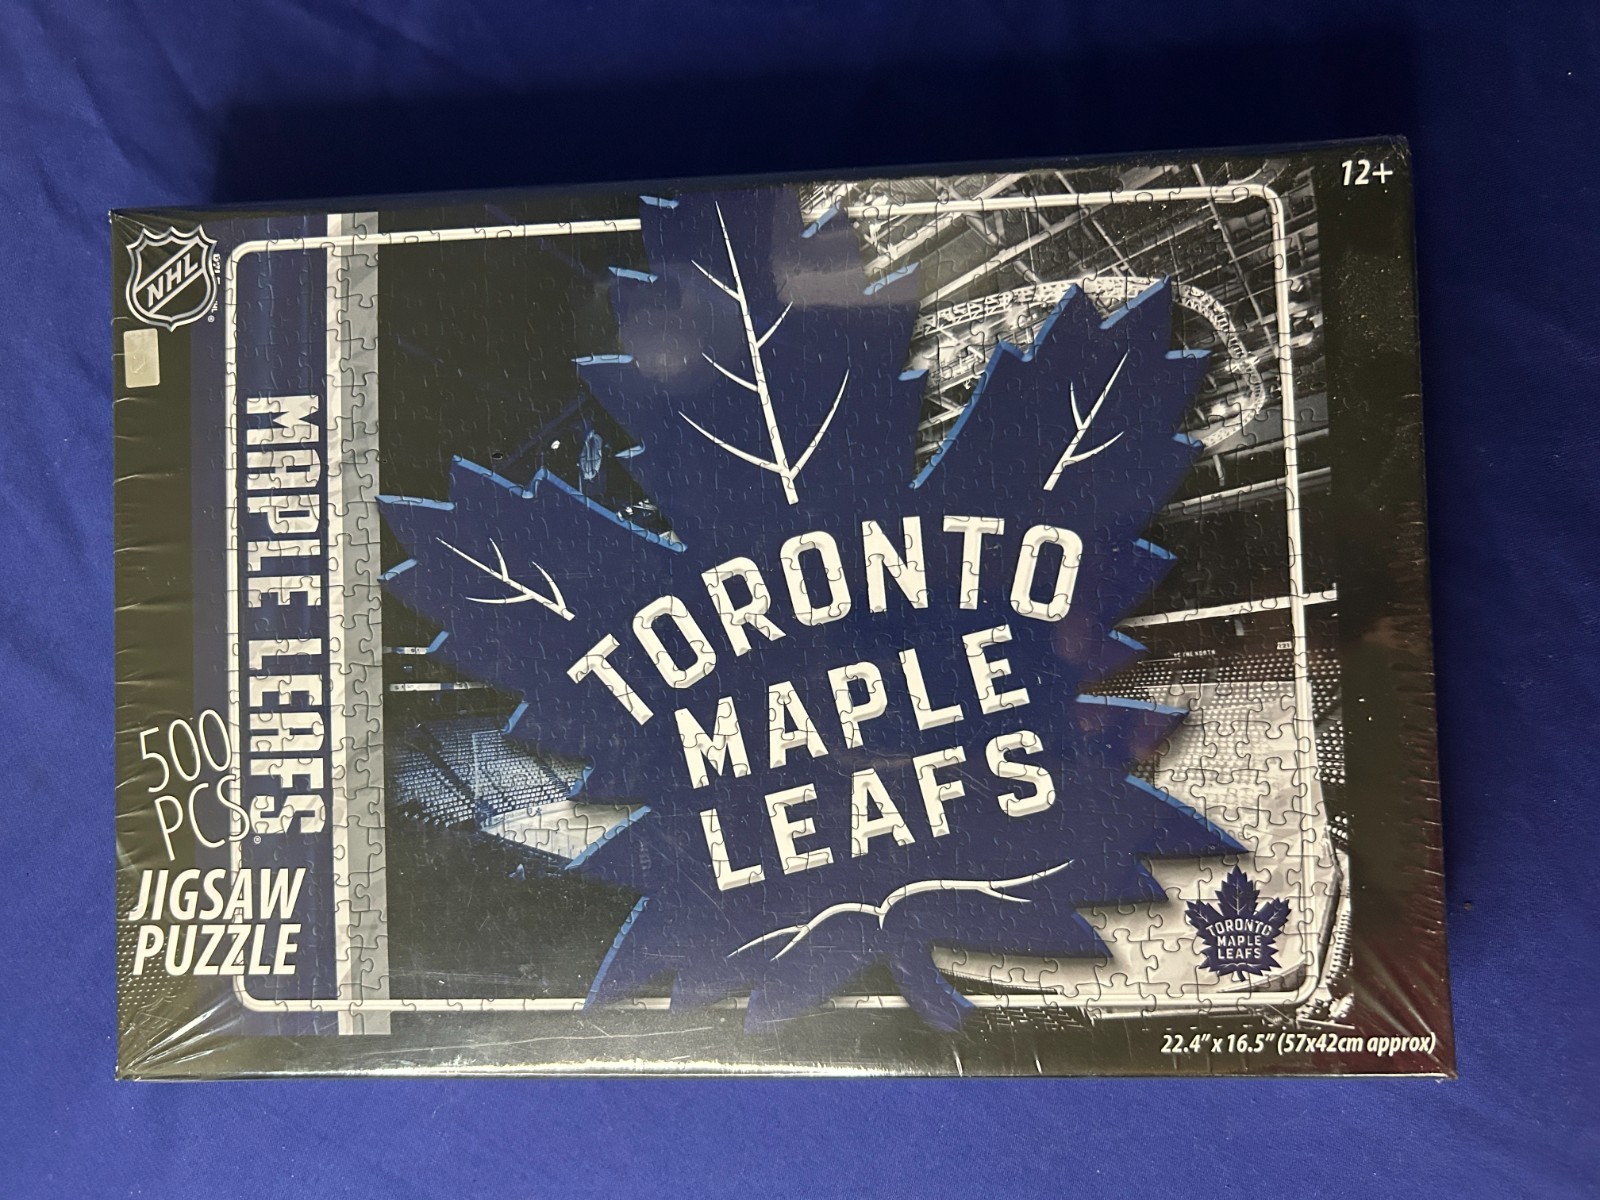 12+
NHL
®
MAPLE LEAFS®
TORONTO
MAPLE
LEAFS
500
PCS
JIGSAW
PUZZLE
TORONTO
MAPLE
LEAFS
22.4" x 16.5" (57x42cm approx)